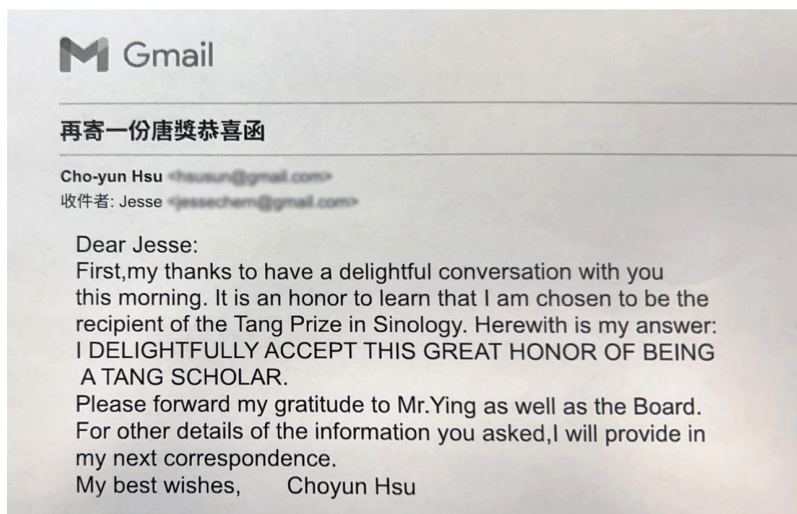 Gmail
再寄一份唐獎恭喜函
Cho-yun Hsu
收件者: Jesse
Dear Jesse:
First,my thanks to have a delightful conversation with you
this morning. It is an honor to learn that I am chosen to be the
recipient of the Tang Prize in Sinology. Herewith is my answer:
I DELIGHTFULLY ACCEPT THIS GREAT HONOR OF BEING
A TANG SCHOLAR.
Please forward my gratitude to Mr.Ying as well as the Board.
For other details of the information you asked,I will provide in
my next correspondence.
My best wishes, Choyun Hsu